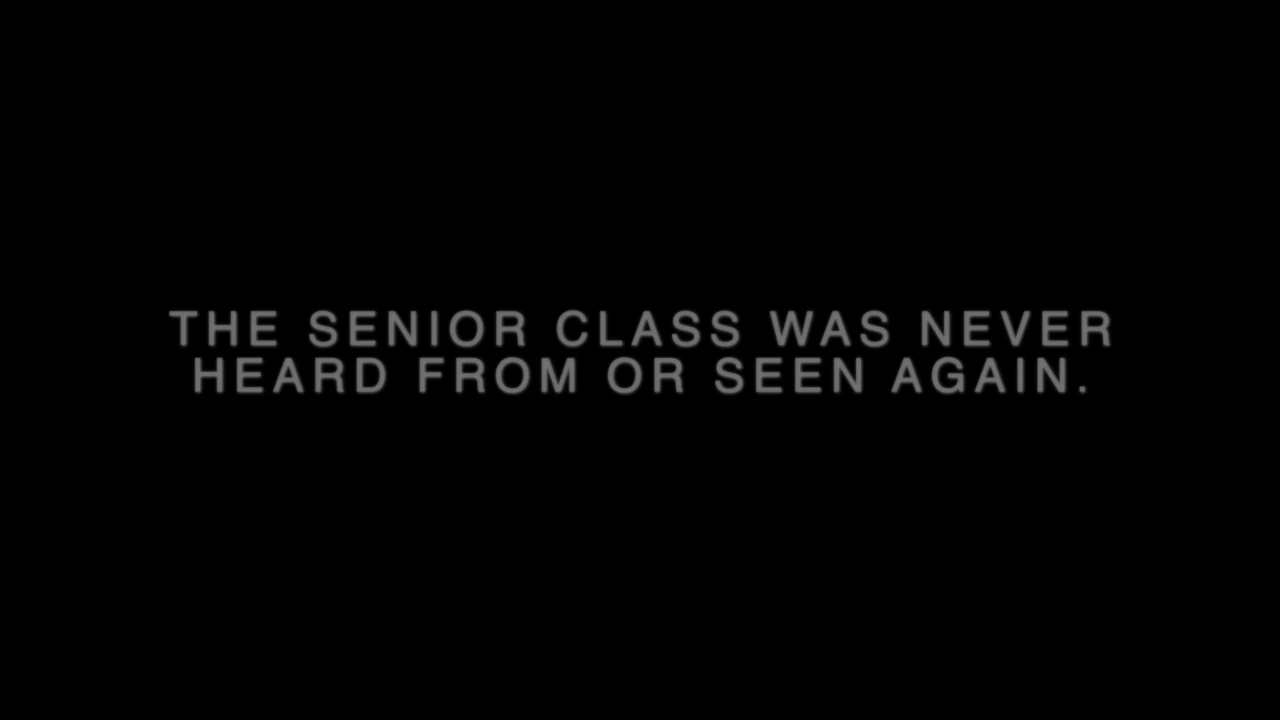 THE SENIOR CLASS WAS NEVER
HEARD FROM OR SEEN AGAIN.